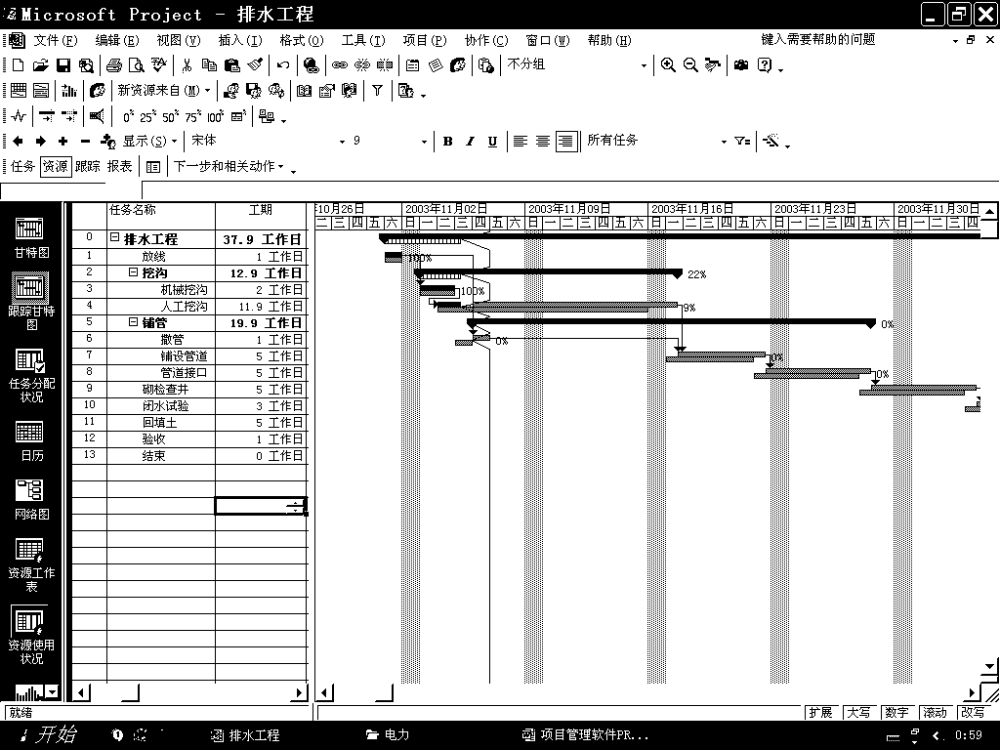 Microsoft Project - 排水工程
文件(F) 编辑(E) 视图(V) 插入(I) 格式(O) 工具(T) 项目(P) 协作(C) 窗口(W) 帮助(H) 键入需要帮助的问题
不分组
新资源来自(M)
0% 25% 50% 75% 100%
显示(S) 宋体 9 B I U 所有任务
任务 资源 跟踪 报表 下一步和相关动作
任务名称 工期 10月26日 2003年11月02日 2003年11月09日 2003年11月16日 2003年11月23日 2003年11月30日
二 三 四 五 六 日 一 二 三 四 五 六 日 一 二 三 四 五 六 日 一 二 三 四 五 六 日 一 二 三 四 五 六 日 一 二 三 四
0 排水工程 37.9 工作日
1 放线 1 工作日 100%
2 挖沟 12.9 工作日 22%
3 机械挖沟 2 工作日 100%
4 人工挖沟 11.9 工作日 9%
5 铺管 19.9 工作日 0%
6 撒管 1 工作日 0%
7 铺设管道 5 工作日 0%
8 管道接口 5 工作日 0%
9 砌检查井 5 工作日
10 闭水试验 3 工作日
11 回填土 5 工作日
12 验收 1 工作日
13 结束 0 工作日
甘特图
跟踪甘特
图
任务分配
状况
日历
网络图
资源工作
表
资源使用
状况
就绪 扩展 大写 数字 滚动 改写
开始 排水工程 电力 项目管理软件PR... 0:59